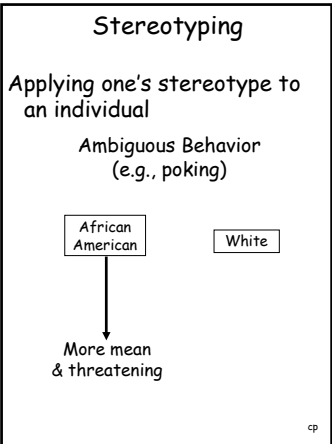 Stereotyping
Applying one's stereotype to
an individual
Ambiguous Behavior
(e.g., poking)
African
American
White
More mean
& threatening
cp